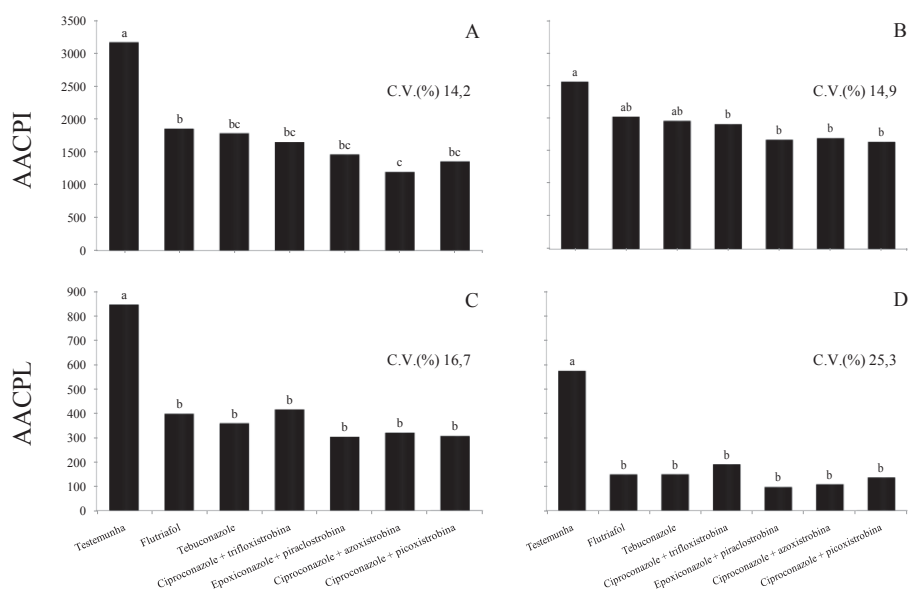 AACPI
A
C.V.(%) 14,2
3500
3000
2500
2000
1500
1000
500
0
a
b
bc
bc
bc
c
bc
B
C.V.(%) 14,9
a
ab
ab
b
b
b
b
AACPL
C
C.V.(%) 16,7
900
800
700
600
500
400
300
200
100
0
a
b
b
b
b
b
b
Testemunha
Flutriafol
Tebuconazole
Ciproconazole + trifloxistrobina
Epoxiconazole + piraclostrobina
Ciproconazole + azoxistrobina
Ciproconazole + picoxistrobina
D
C.V.(%) 25,3
a
b
b
b
b
b
b
Testemunha
Flutriafol
Tebuconazole
Ciproconazole + trifloxistrobina
Epoxiconazole + piraclostrobina
Ciproconazole + azoxistrobina
Ciproconazole + picoxistrobina